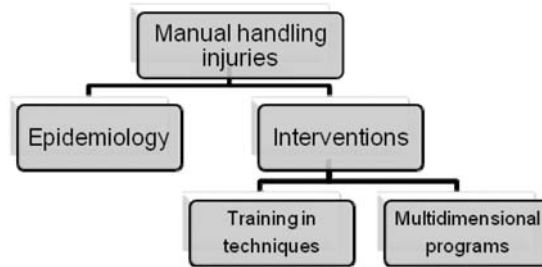 Manual handling
injuries
Epidemiology
Interventions
Training in
techniques
Multidimensional
programs